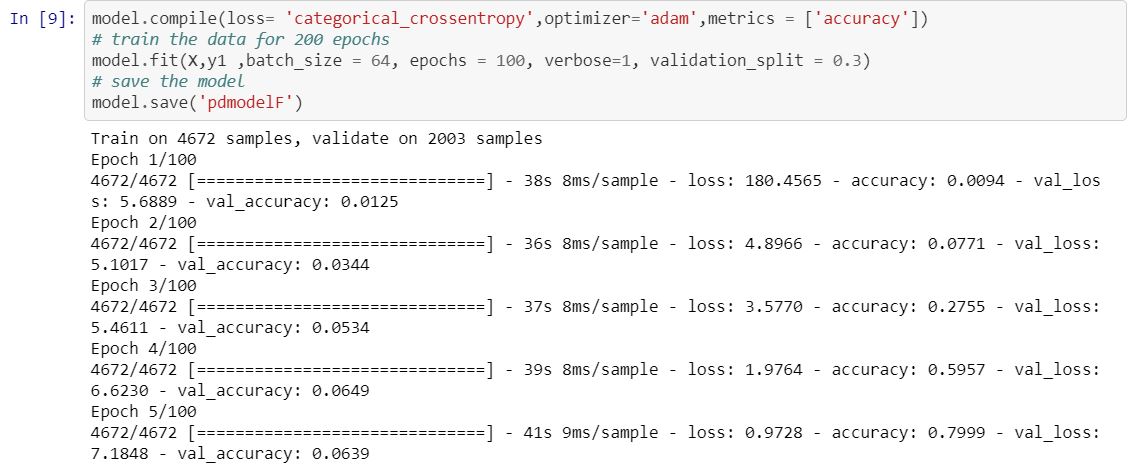 In [9]: model.compile(loss= 'categorical_crossentropy',optimizer='adam',metrics = ['accuracy'])
# train the data for 200 epochs
model.fit(X,y1 ,batch_size = 64, epochs = 100, verbose=1, validation_split = 0.3)
# save the model
model.save('pdmodelF')
Train on 4672 samples, validate on 2003 samples
Epoch 1/100
4672/4672 [==============================] - 38s 8ms/sample - loss: 180.4565 - accuracy: 0.0094 - val_los
s: 5.6889 - val_accuracy: 0.0125
Epoch 2/100
4672/4672 [==============================] - 36s 8ms/sample - loss: 4.8966 - accuracy: 0.0771 - val_loss:
5.1017 - val_accuracy: 0.0344
Epoch 3/100
4672/4672 [==============================] - 37s 8ms/sample - loss: 3.5770 - accuracy: 0.2755 - val_loss:
5.4611 - val_accuracy: 0.0534
Epoch 4/100
4672/4672 [==============================] - 39s 8ms/sample - loss: 1.9764 - accuracy: 0.5957 - val_loss:
6.6230 - val_accuracy: 0.0649
Epoch 5/100
4672/4672 [==============================] - 41s 9ms/sample - loss: 0.9728 - accuracy: 0.7999 - val_loss:
7.1848 - val_accuracy: 0.0639